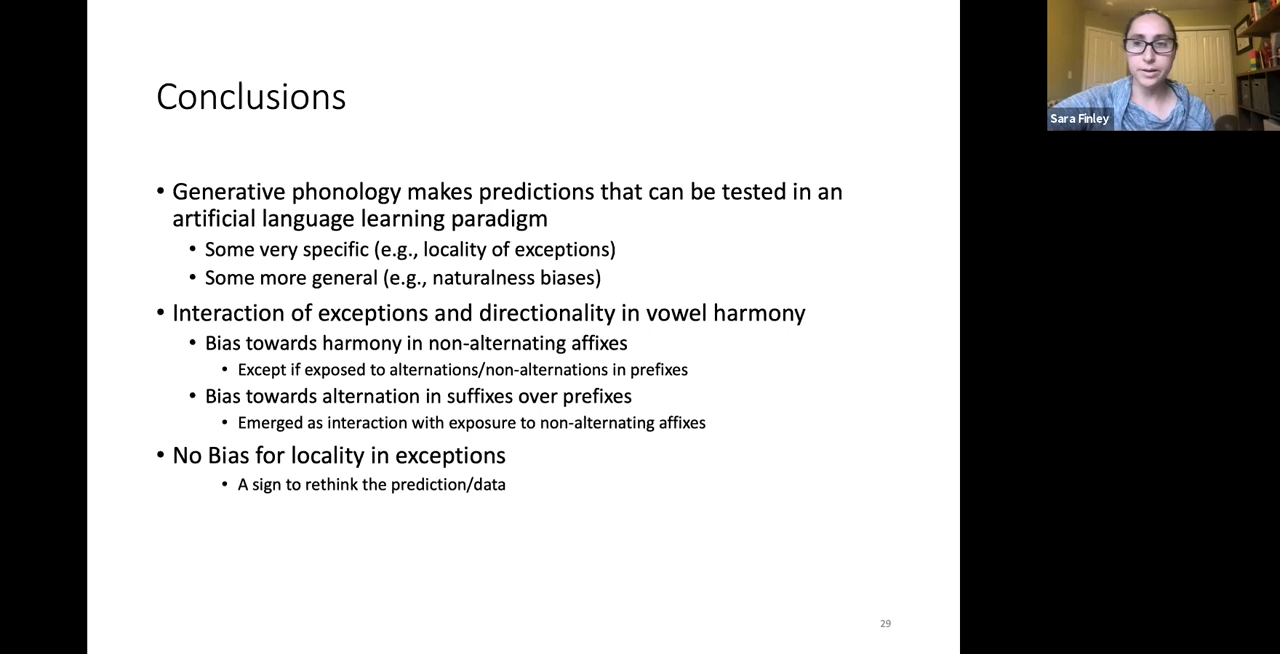 Conclusions
• Generative phonology makes predictions that can be tested in an
artificial language learning paradigm
• Some very specific (e.g., locality of exceptions)
• Some more general (e.g., naturalness biases)
• Interaction of exceptions and directionality in vowel harmony
• Bias towards harmony in non-alternating affixes
• Except if exposed to alternations/non-alternations in prefixes
• Bias towards alternation in suffixes over prefixes
• Emerged as interaction with exposure to non-alternating affixes
• No Bias for locality in exceptions
• A sign to rethink the prediction/data
29
Sara Finley